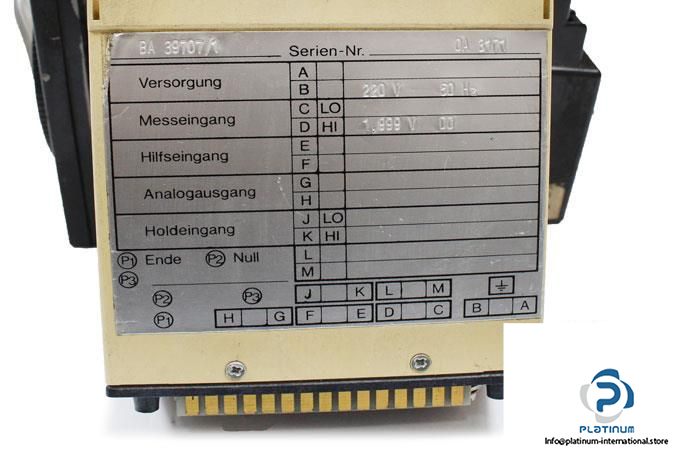 BA 39707/1 Serien-Nr. OA 3171
Versorgung A
B 220 V 50 Hz
Messeingang C LO
D HI 1,999 V DC
Hilfseingang E
F
Analogausgang G
H
Holdeingang J LO
K HI
P1 Ende P2 Null L
P3 M
P2 P3 J K L M
P1 H G F E D C B A
PLATINUM
info@platinum-international.store